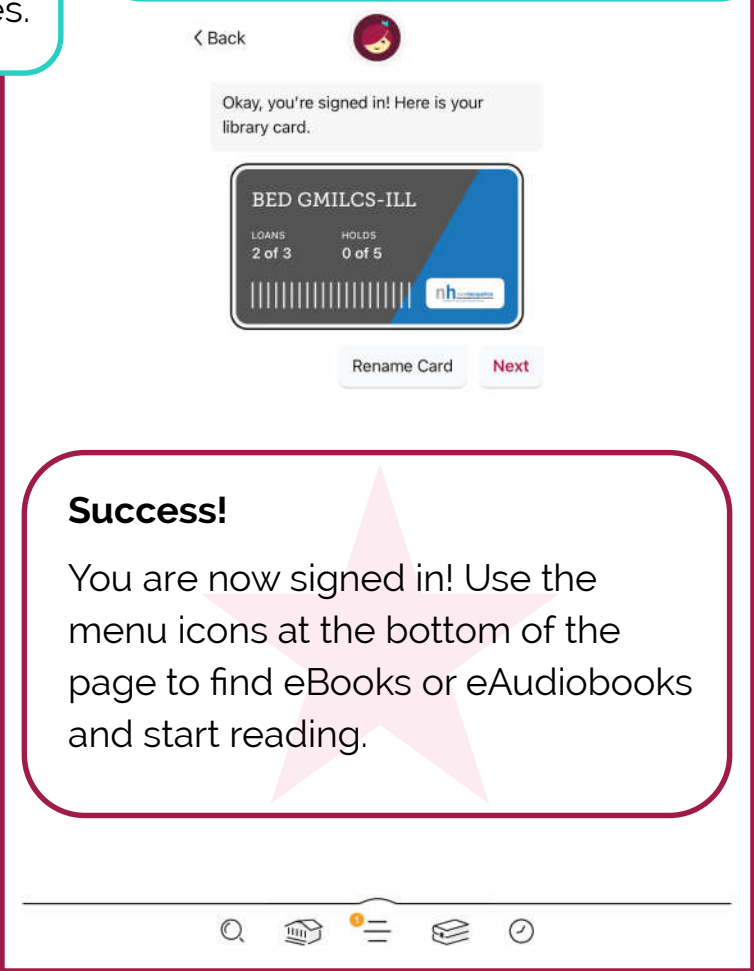 es.
Back
Okay, you're signed in! Here is your
library card.
BED GMILCS-ILL
LOANS HOLDS
2 of 3 0 of 5
nh
Rename Card Next
Success!
You are now signed in! Use the
menu icons at the bottom of the
page to find eBooks or eAudiobooks
and start reading.
1